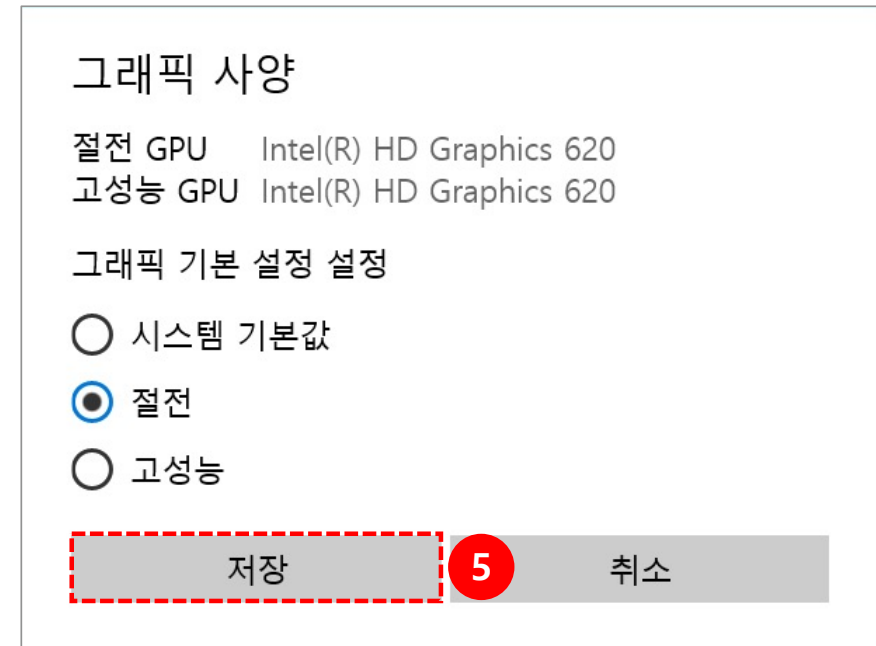 그래픽 사양
절전 GPU Intel(R) HD Graphics 620
고성능 GPU Intel(R) HD Graphics 620
그래픽 기본 설정 설정
시스템 기본값
절전
고성능
저장 5 취소